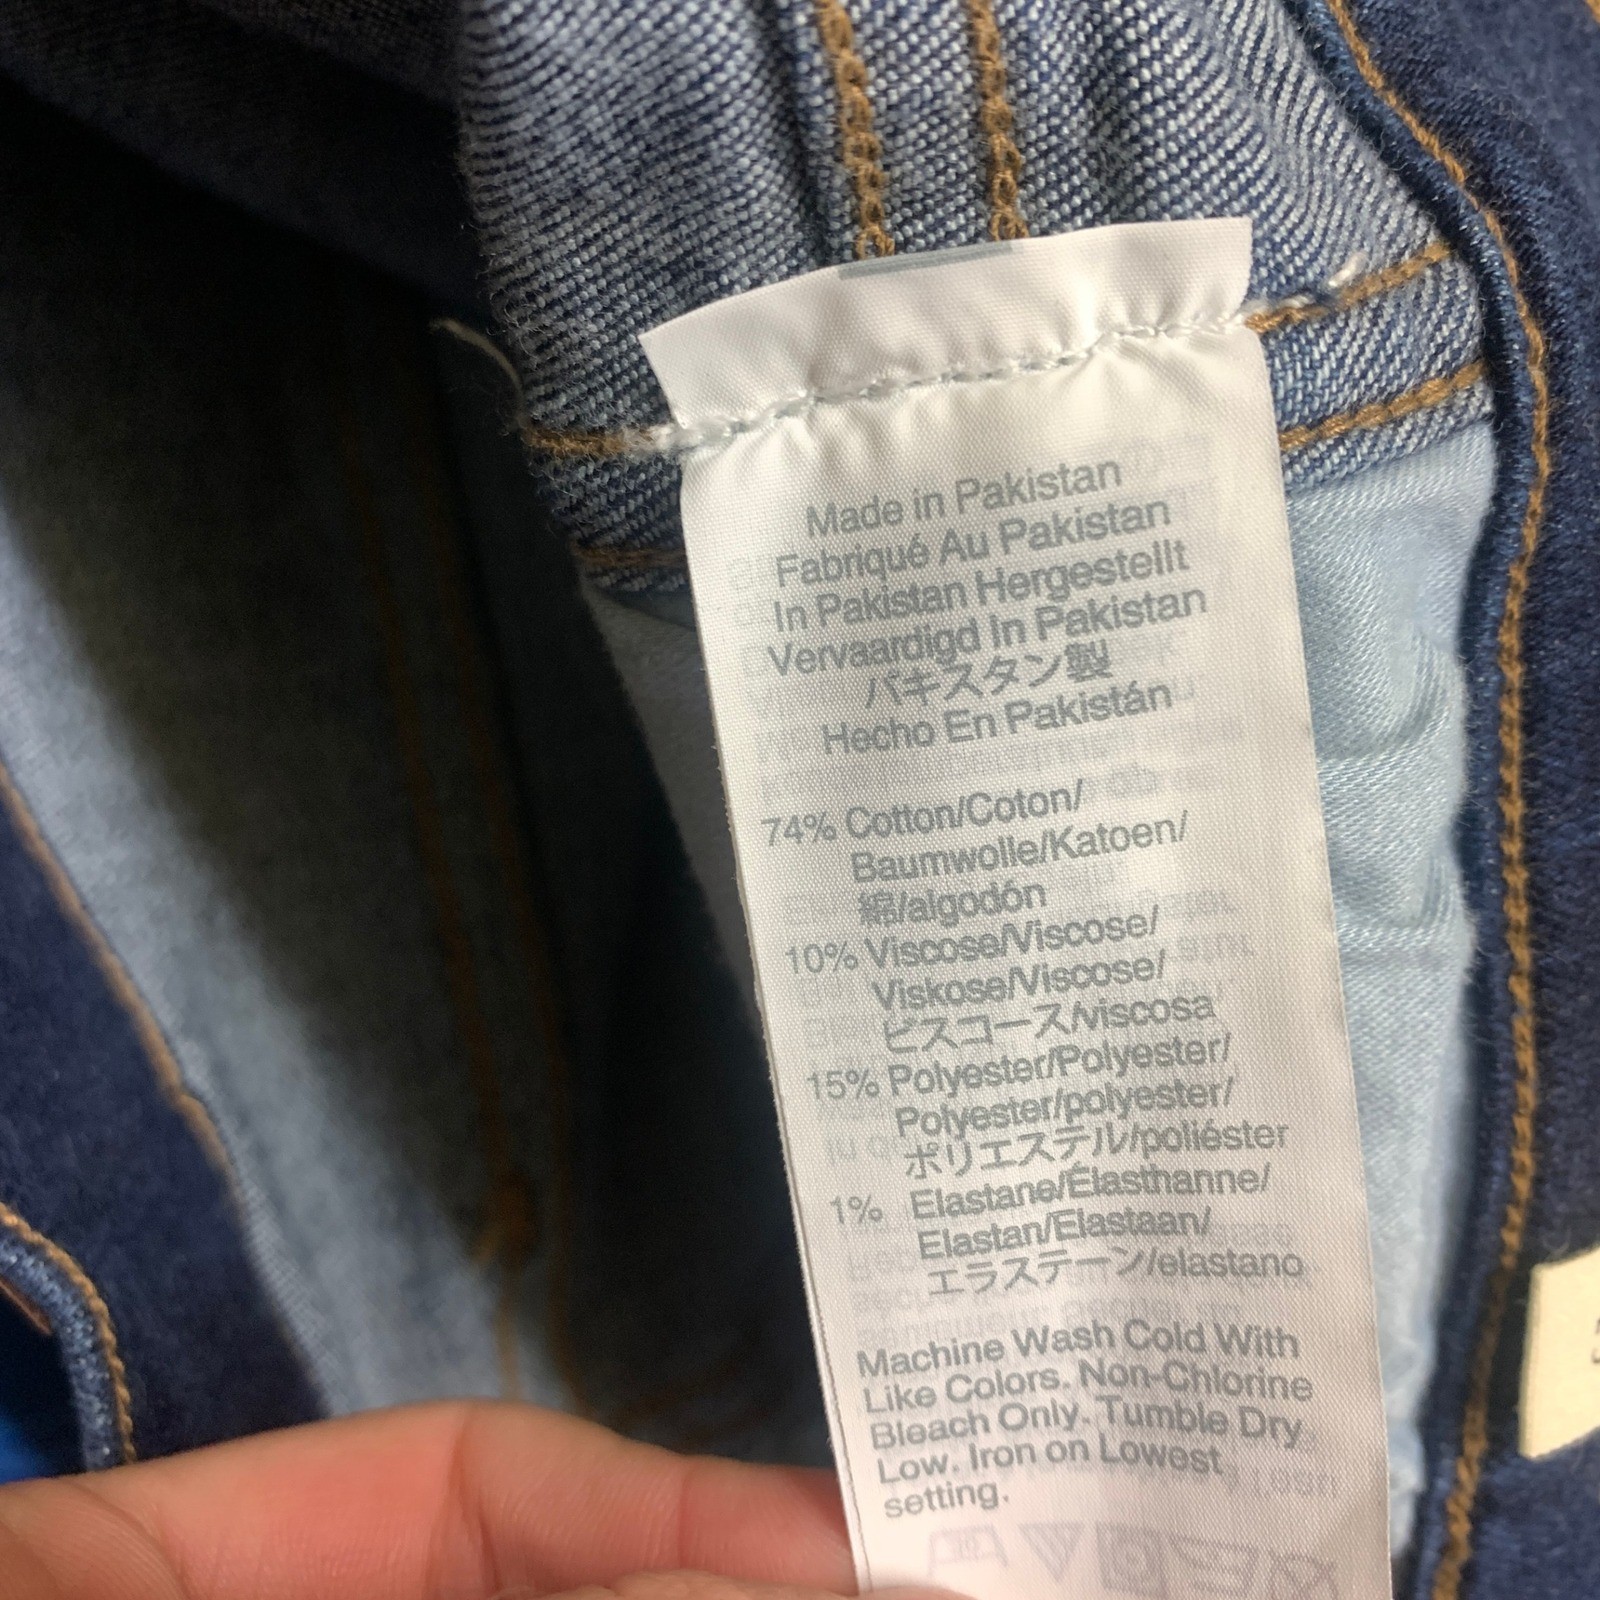 Made in Pakistan
Fabriqué Au Pakistan
In Pakistan Hergestellt
Vervaardigd In Pakistan
パキスタン製
Hecho En Pakistán
74% Cotton/Coton/
Baumwolle/Katoen/
綿/algodón
10% Viscose/Viscose/
Viskose/Viscose/
ビスコース/viscosa
15% Polyester/Polyester/
Polyester/polyester/
ポリエステル/poliéster
1% Elastane/Élasthanne/
Elastan/Elastaan/
エラステーン/elastano
Machine Wash Cold With
Like Colors. Non-Chlorine
Bleach Only. Tumble Dry
Low. Iron on Lowest
setting.